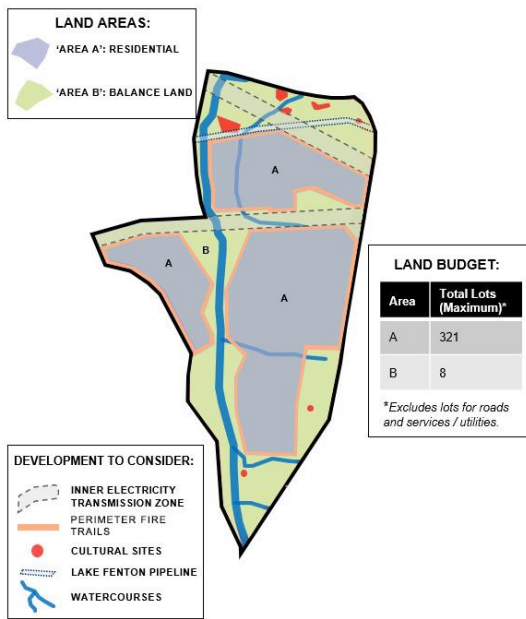 LAND AREAS:
'AREA A': RESIDENTIAL
'AREA B': BALANCE LAND
A
A
B
A
LAND BUDGET:
Area Total Lots
(Maximum)*
A 321
B 8
*Excludes lots for roads
and services / utilities.
DEVELOPMENT TO CONSIDER:
INNER ELECTRICITY
TRANSMISSION ZONE
PERIMETER FIRE
TRAILS
CULTURAL SITES
LAKE FENTON PIPELINE
WATERCOURSES